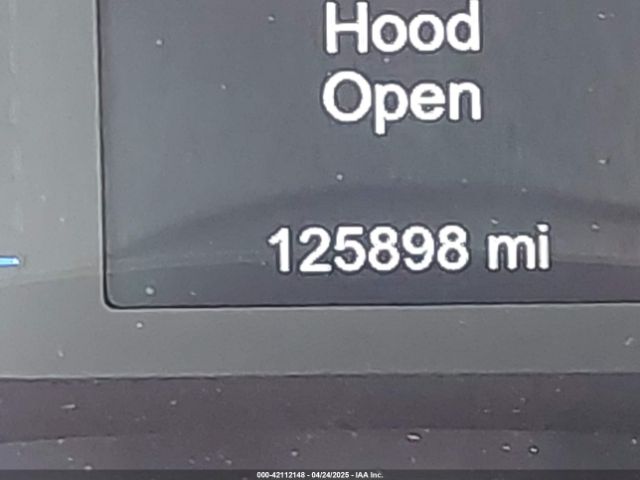 Hood
Open
125898 mi
000-42112148 - 04/24/2025 - IAA Inc.